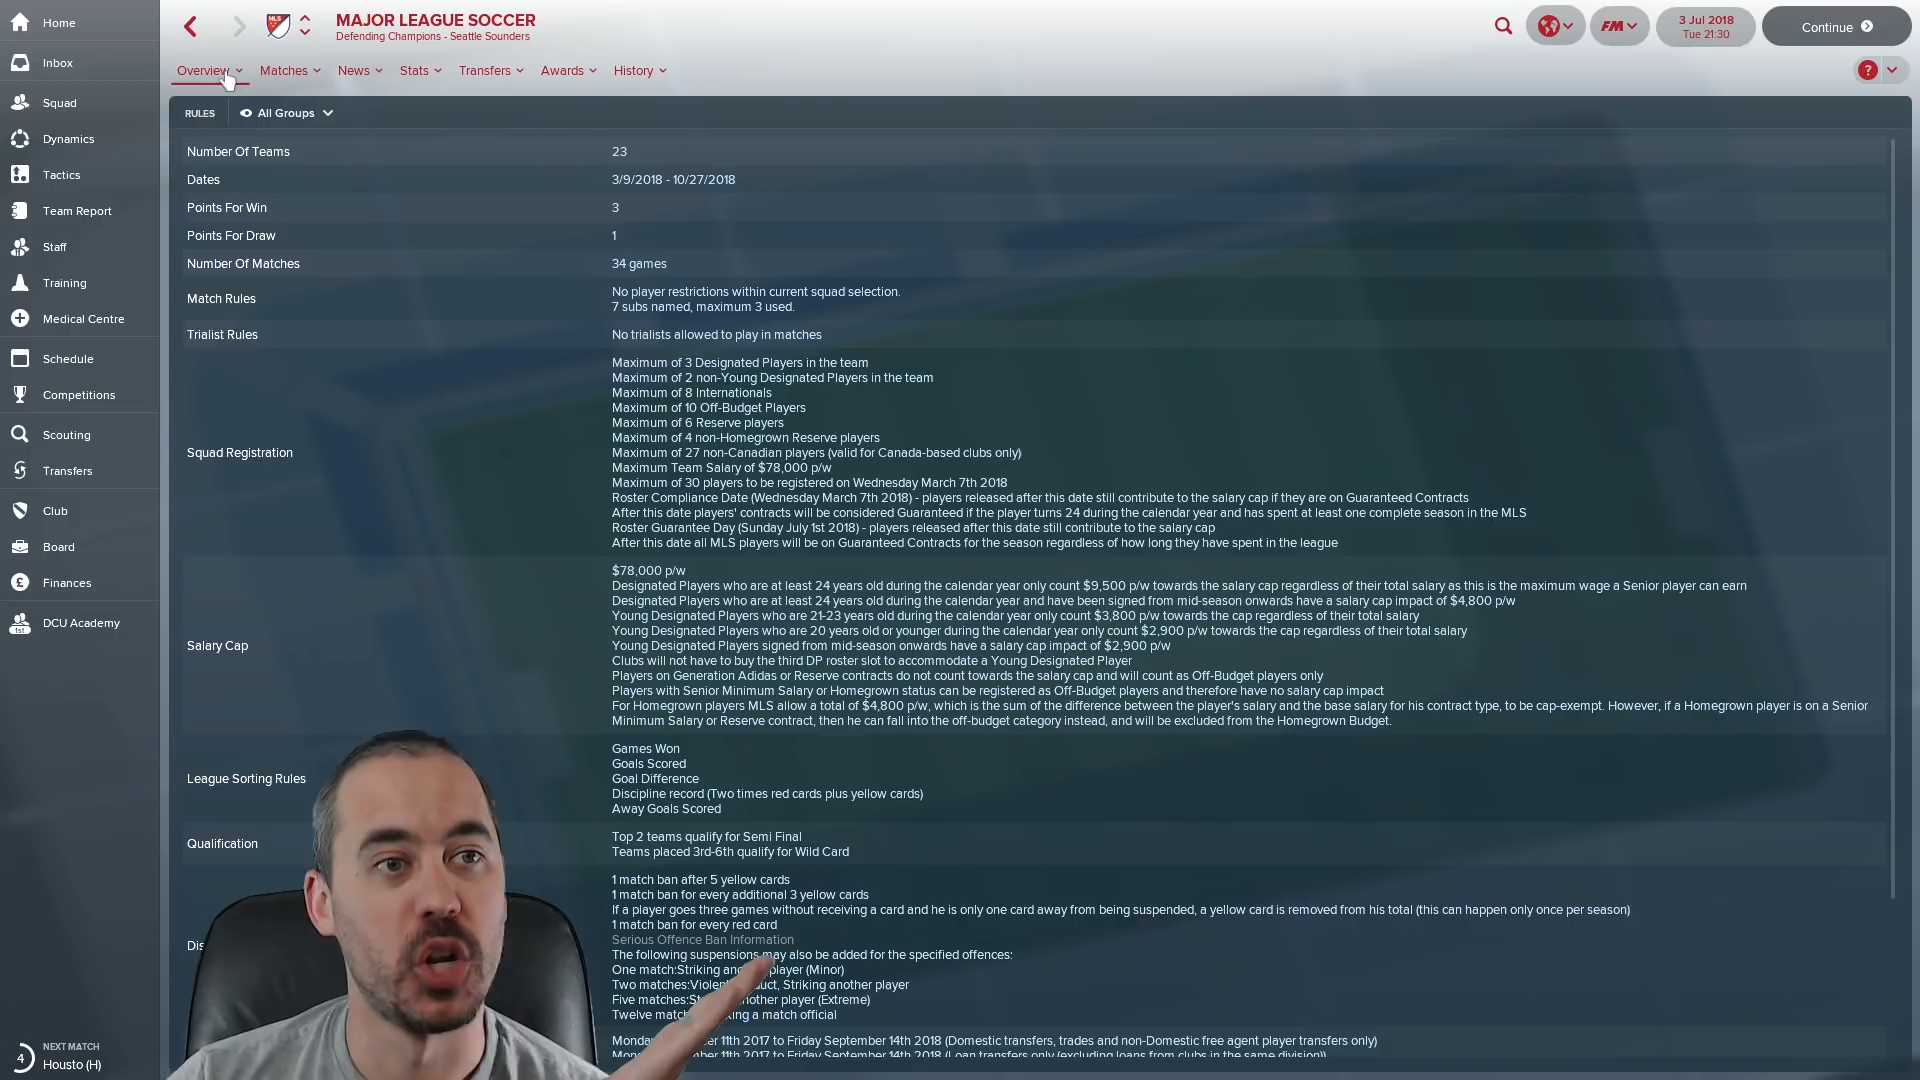 Home
Inbox
Squad
Dynamics
Tactics
Team Report
Staff
Training
Medical Centre
Schedule
Competitions
Scouting
Transfers
Club
Board
Finances
1st
DCU Academy
4
NEXT MATCH
Housto (H)
MLS
MAJOR LEAGUE SOCCER
Defending Champions - Seattle Sounders
FM
3 Jul 2018
Tue 21:30
Continue
Overview
Matches
News
Stats
Transfers
Awards
History
?
RULES
All Groups
Number Of Teams
23
Dates
3/9/2018 - 10/27/2018
Points For Win
3
Points For Draw
1
Number Of Matches
34 games
Match Rules
No player restrictions within current squad selection.
7 subs named, maximum 3 used.
Trialist Rules
No trialists allowed to play in matches
Squad Registration
Maximum of 3 Designated Players in the team
Maximum of 2 non-Young Designated Players in the team
Maximum of 8 Internationals
Maximum of 10 Off-Budget Players
Maximum of 6 Reserve players
Maximum of 4 non-Homegrown Reserve players
Maximum of 27 non-Canadian players (valid for Canada-based clubs only)
Maximum Team Salary of $78,000 p/w
Maximum of 30 players to be registered on Wednesday March 7th 2018
Roster Compliance Date (Wednesday March 7th 2018) - players released after this date still contribute to the salary cap if they are on Guaranteed Contracts
After this date players' contracts will be considered Guaranteed if the player turns 24 during the calendar year and has spent at least one complete season in the MLS
Roster Guarantee Day (Sunday July 1st 2018) - players released after this date still contribute to the salary cap
After this date all MLS players will be on Guaranteed Contracts for the season regardless of how long they have spent in the league
Salary Cap
$78,000 p/w
Designated Players who are at least 24 years old during the calendar year only count $9,500 p/w towards the salary cap regardless of their total salary as this is the maximum wage a Senior player can earn
Designated Players who are at least 24 years old during the calendar year and have been signed from mid-season onwards have a salary cap impact of $4,800 p/w
Young Designated Players who are 21-23 years old during the calendar year only count $3,800 p/w towards the cap regardless of their total salary
Young Designated Players who are 20 years old or younger during the calendar year only count $2,900 p/w towards the cap regardless of their total salary
Young Designated Players signed from mid-season onwards have a salary cap impact of $2,900 p/w
Clubs will not have to buy the third DP roster slot to accommodate a Young Designated Player
Players on Generation Adidas or Reserve contracts do not count towards the salary cap and will count as Off-Budget players only
Players with Senior Minimum Salary or Homegrown status can be registered as Off-Budget players and therefore have no salary cap impact
For Homegrown players MLS allow a total of $4,800 p/w, which is the sum of the difference between the player's salary and the base salary for his contract type, to be cap-exempt. However, if a Homegrown player is on a Senior
Minimum Salary or Reserve contract, then he can fall into the off-budget category instead, and will be excluded from the Homegrown Budget.
League Sorting Rules
Games Won
Goals Scored
Goal Difference
Discipline record (Two times red cards plus yellow cards)
Away Goals Scored
Qualification
Top 2 teams qualify for Semi Final
Teams placed 3rd-6th qualify for Wild Card
Dis
1 match ban after 5 yellow cards
1 match ban for every additional 3 yellow cards
If a player goes three games without receiving a card and he is only one card away from being suspended, a yellow card is removed from his total (this can happen only once per season)
1 match ban for every red card
Serious Offence Ban Information
The following suspensions may also be added for the specified offences:
One match:Striking player (Minor)
Two matches: Striking another player
Five matches: another player (Extreme)
Twelve a match official
11th 2017 to Friday September 14th 2018 (Domestic transfers, trades and non-Domestic free agent player transfers only)
11th 2017 to Friday September 14th 2018 (Loan transfers only (excluding loans from clubs in the same division))